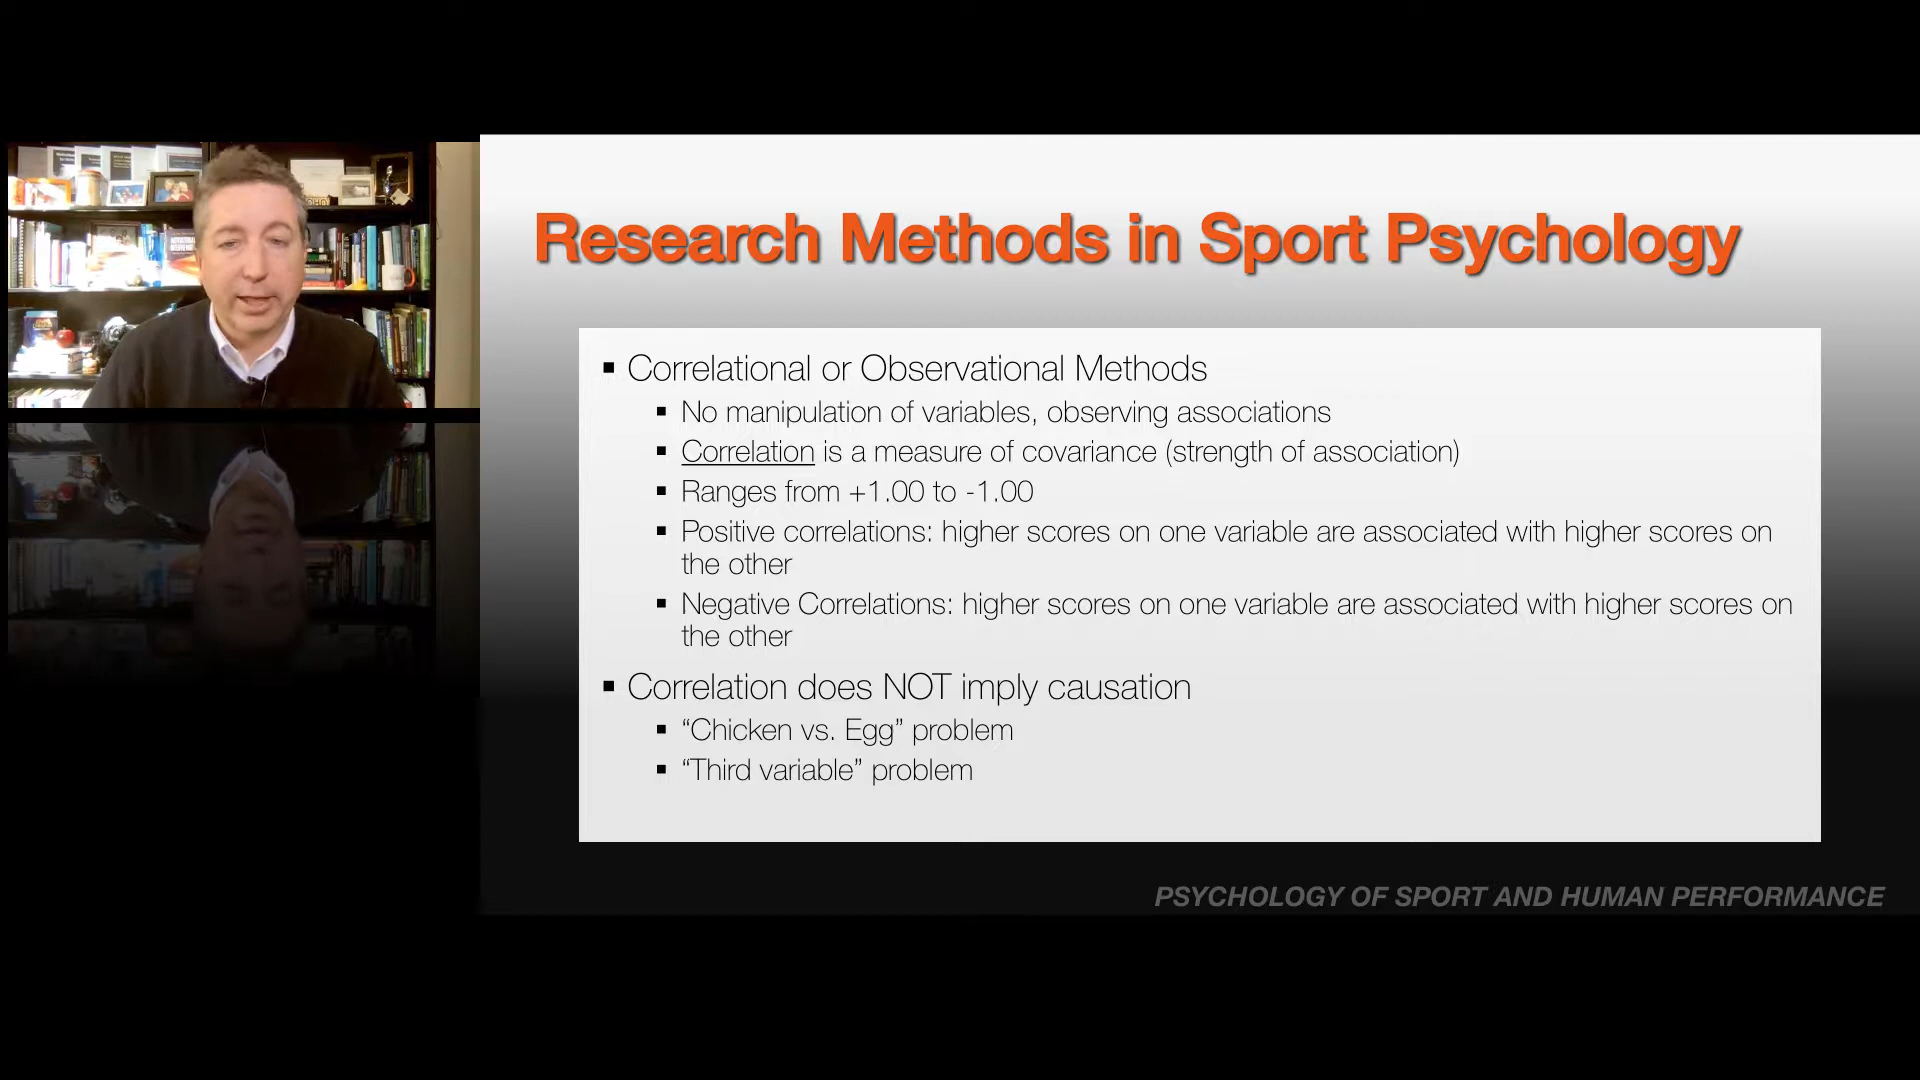 Research Methods in Sport Psychology
▪ Correlational or Observational Methods
▪ No manipulation of variables, observing associations
▪ Correlation is a measure of covariance (strength of association)
▪ Ranges from +1.00 to -1.00
▪ Positive correlations: higher scores on one variable are associated with higher scores on
the other
▪ Negative Correlations: higher scores on one variable are associated with higher scores on
the other
▪ Correlation does NOT imply causation
▪ “Chicken vs. Egg” problem
▪ “Third variable” problem
PSYCHOLOGY OF SPORT AND HUMAN PERFORMANCE